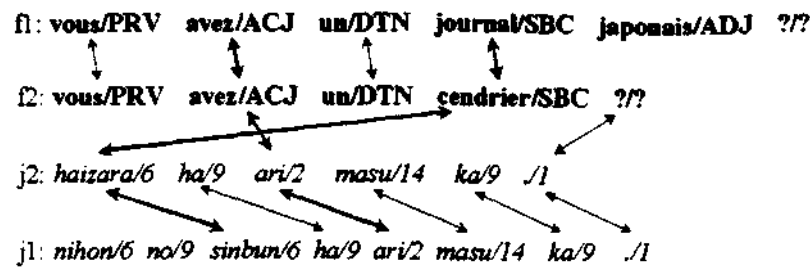 f1: vous/PRV avez/ACJ un/DTN journal/SBC japonais/ADJ ?/?
f2: vous/PRV avez/ACJ un/DTN cendrier/SBC ?/?
j2: haizara/6 ha/9 ari/2 masu/14 ka/9 ./1
j1: nihon/6 no/9 sinbun/6 ha/9 ari/2 masu/14 ka/9 ./1